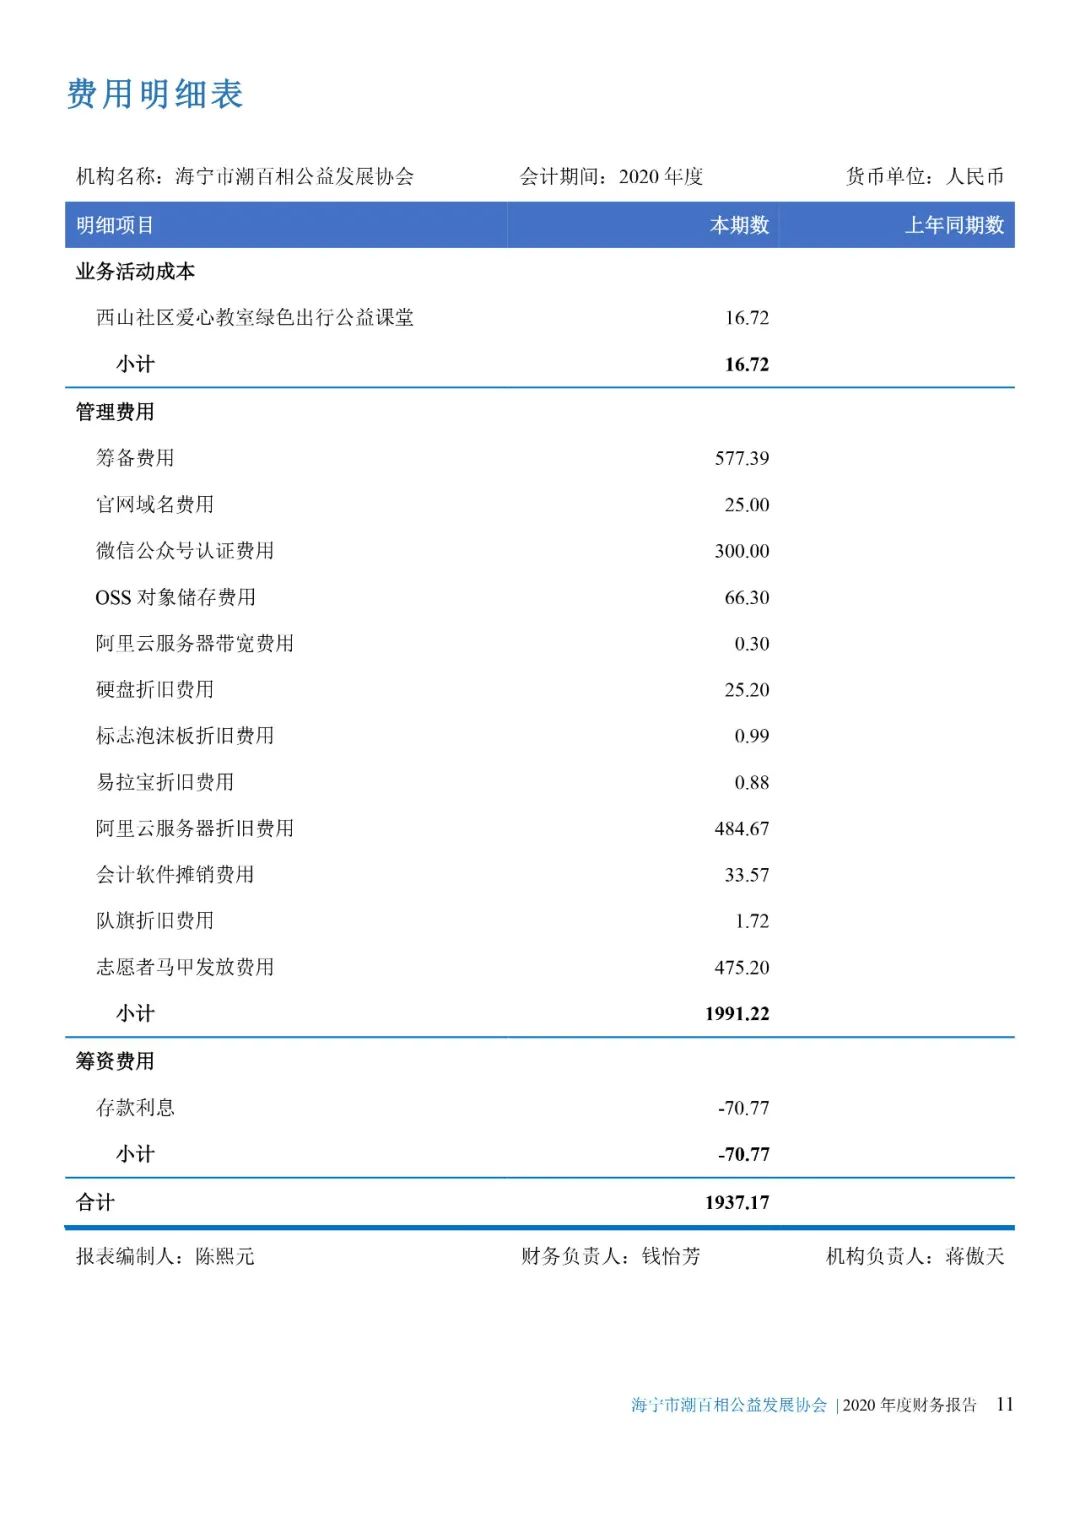 费用明细表
机构名称：海宁市潮百相公益发展协会 会计期间：2020 年度 货币单位：人民币
明细项目 本期数 上年同期数
业务活动成本
西山社区爱心教室绿色出行公益课堂 16.72
小计 16.72
管理费用
筹备费用 577.39
官网域名费用 25.00
微信公众号认证费用 300.00
OSS 对象储存费用 66.30
阿里云服务器带宽费用 0.30
硬盘折旧费用 25.20
标志泡沫板折旧费用 0.99
易拉宝折旧费用 0.88
阿里云服务器折旧费用 484.67
会计软件摊销费用 33.57
队旗折旧费用 1.72
志愿者马甲发放费用 475.20
小计 1991.22
筹资费用
存款利息 -70.77
小计 -70.77
合计 1937.17
报表编制人：陈熙元 财务负责人：钱怡芳 机构负责人：蒋傲天
海宁市潮百相公益发展协会 | 2020 年度财务报告 11